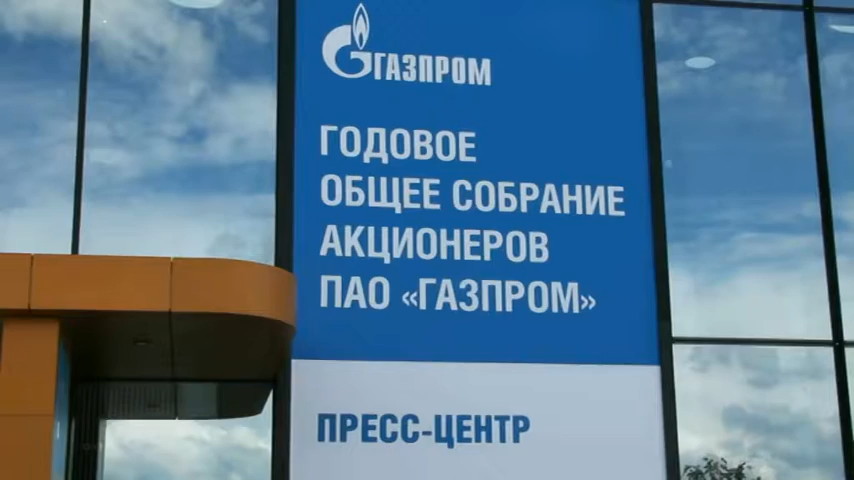 ГАЗПРОМ
ГОДОВОЕ
ОБЩЕЕ СОБРАНИЕ
АКЦИОНЕРОВ
ПАО «ГАЗПРОМ»
ПРЕСС-ЦЕНТР